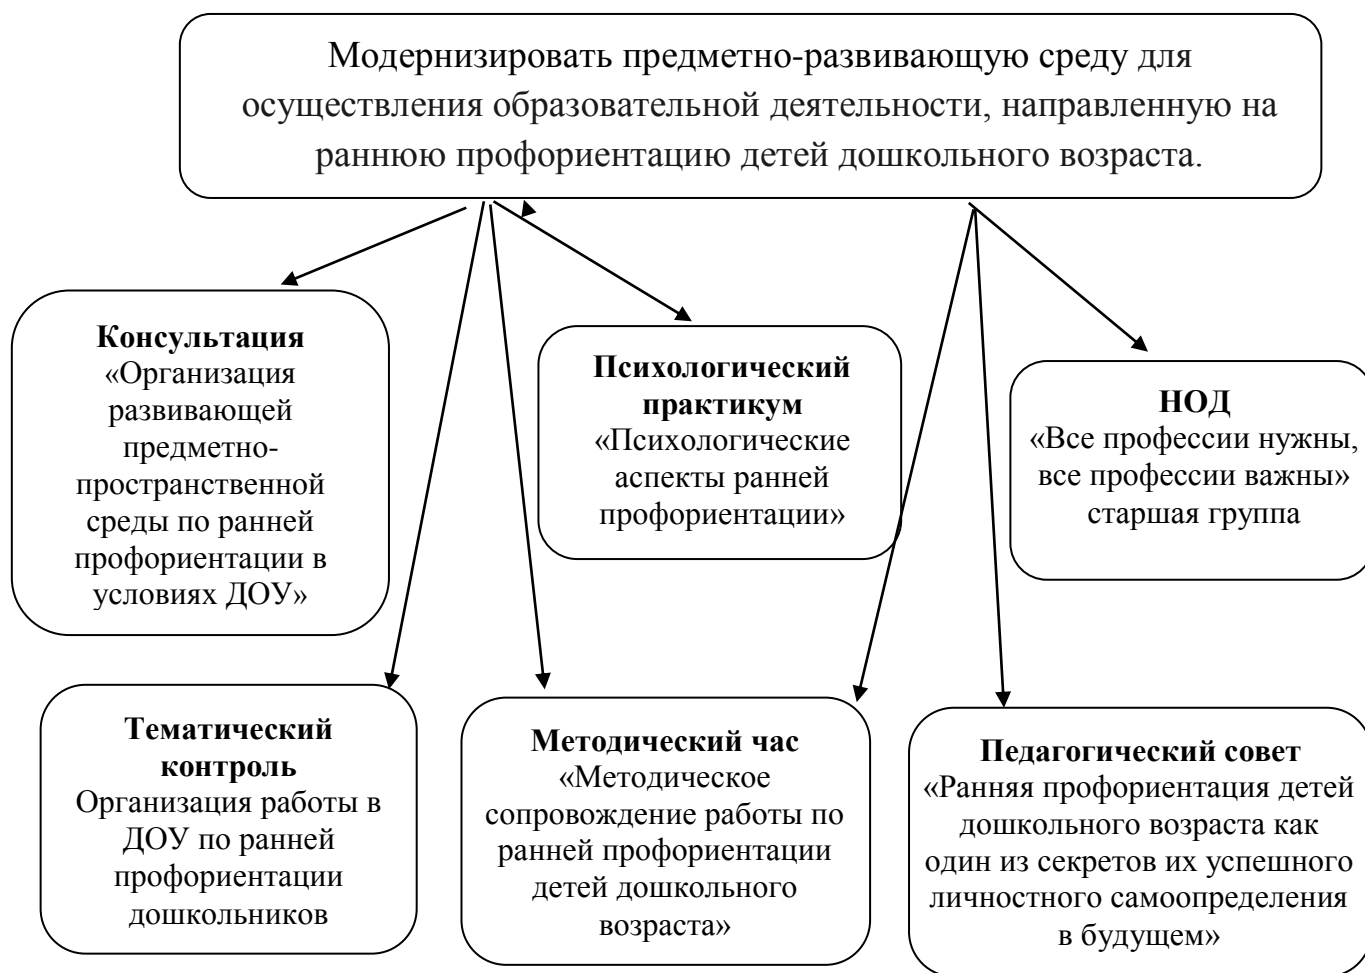 Модернизировать предметно-развивающую среду для
осуществления образовательной деятельности, направленную на
раннюю профориентацию детей дошкольного возраста.
Консультация
«Организация
развивающей
предметно-
пространственной
среды по ранней
профориентации в
условиях ДОУ»
Психологический
практикум
«Психологические
аспекты ранней
профориентации»
НОД
«Все профессии нужны,
все профессии важны»
старшая группа
Тематический
контроль
Организация работы в
ДОУ по ранней
профориентации
дошкольников
Методический час
«Методическое
сопровождение работы по
ранней профориентации
детей дошкольного
возраста»
Педагогический совет
«Ранняя профориентация детей
дошкольного возраста как
один из секретов их успешного
личностного самоопределения
в будущем»